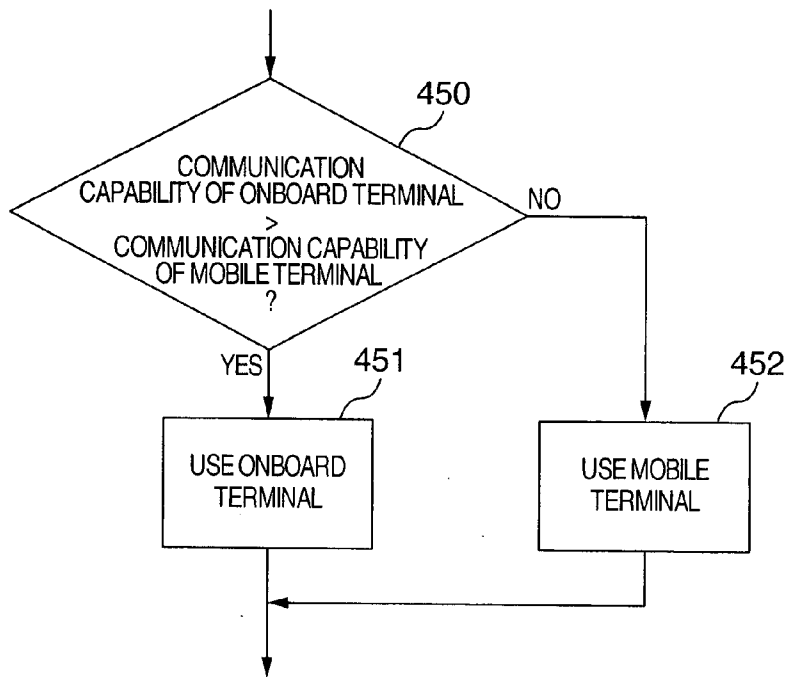 450
COMMUNICATION
CAPABILITY OF ONBOARD TERMINAL
>
COMMUNICATION CAPABILITY
OF MOBILE TERMINAL
?
NO
YES
451
452
USE ONBOARD
TERMINAL
USE MOBILE
TERMINAL